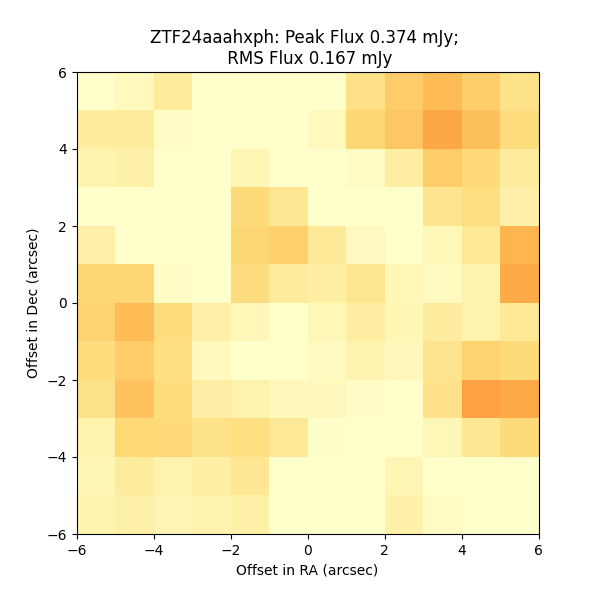 ZTF24aaahxph: Peak Flux 0.374 mJy;
RMS Flux 0.167 mJy
6
4
2
0
−2
−4
−6
Offset in Dec (arcsec)
−6 −4 −2 0 2 4 6
Offset in RA (arcsec)